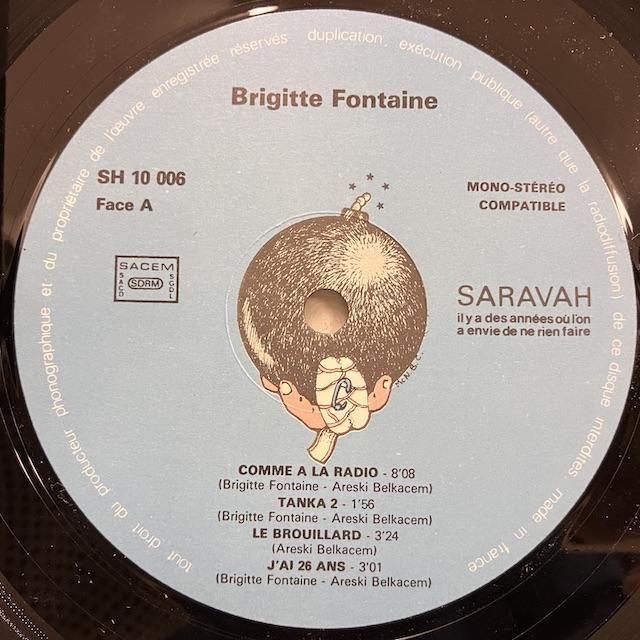 tout droit du producteur phonographique et du propriétaire de l'œuvre enregistrée réservés. duplication, exécution publique (autre que la radiodiffusion) de ce disque interdites. made in france
Brigitte Fontaine
SH 10 006
Face A
MONO-STÉRÉO
COMPATIBLE
SACEM
SACD
SDRM
SGDL
SARAVAH
il y a des années où l'on
a envie de ne rien faire
C
McN.B.C.
COMME A LA RADIO - 8'08
(Brigitte Fontaine - Areski Belkacem)
TANKA 2 - 1'56
(Brigitte Fontaine - Areski Belkacem)
LE BROUILLARD - 3'24
(Areski Belkacem)
J'AI 26 ANS - 3'01
(Brigitte Fontaine - Areski Belkacem)